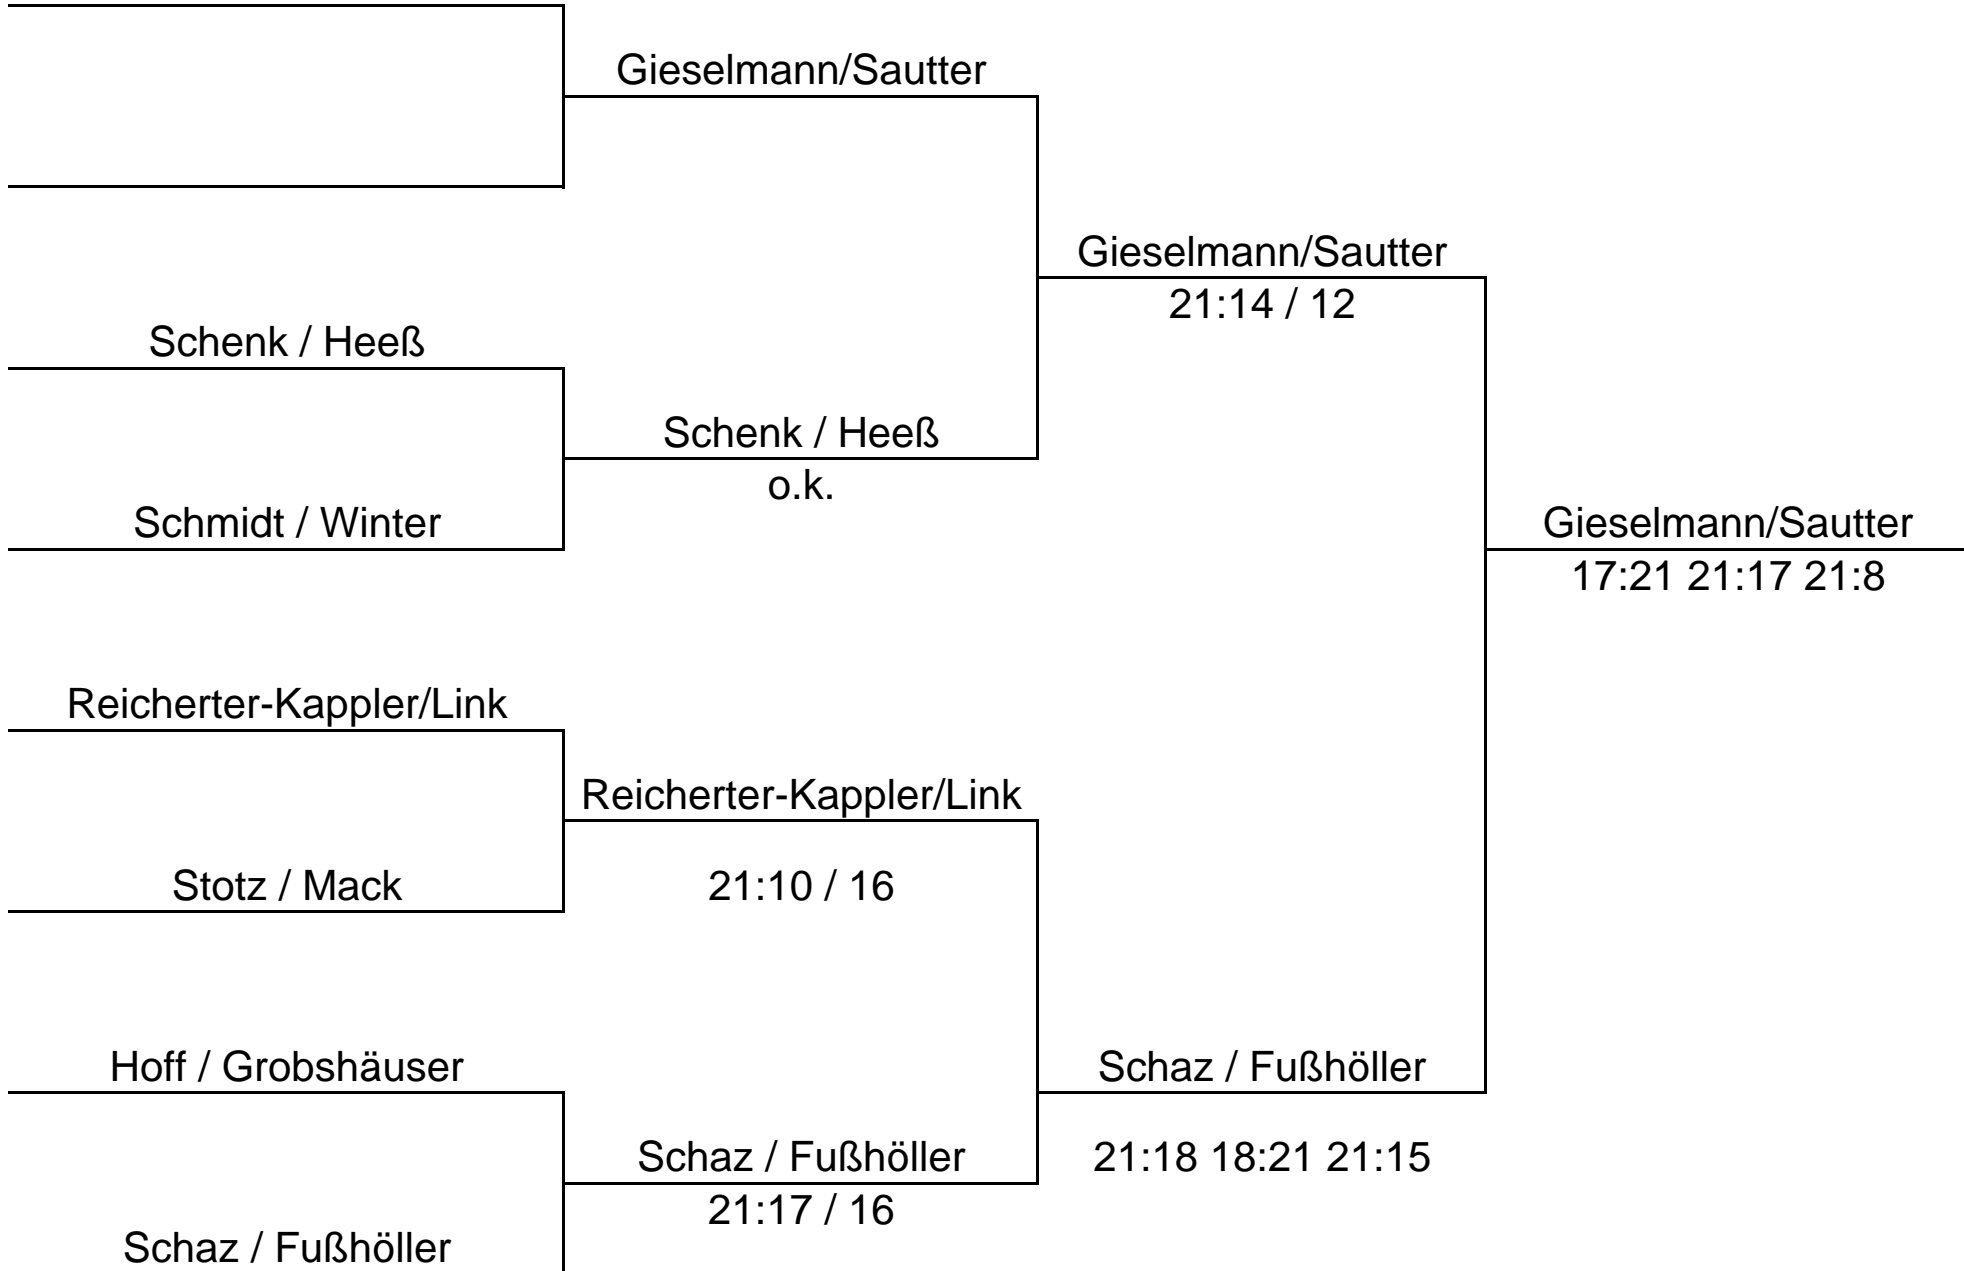 Gieselmann/Sautter
Gieselmann/Sautter
21:14 / 12
Schenk / Heeß
Schenk / Heeß
o.k.
Schmidt / Winter
Gieselmann/Sautter
17:21 21:17 21:8
Reicherter-Kappler/Link
Reicherter-Kappler/Link
Stotz / Mack
21:10 / 16
Hoff / Grobshäuser
Schaz / Fußhöller
Schaz / Fußhöller
21:18 18:21 21:15
21:17 / 16
Schaz / Fußhöller